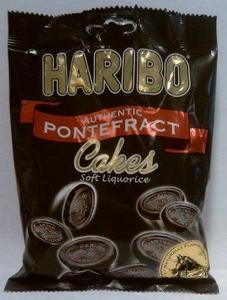 HARIBO
AUTHENTIC
PONTEFRACT
Cakes
Soft Liquorice